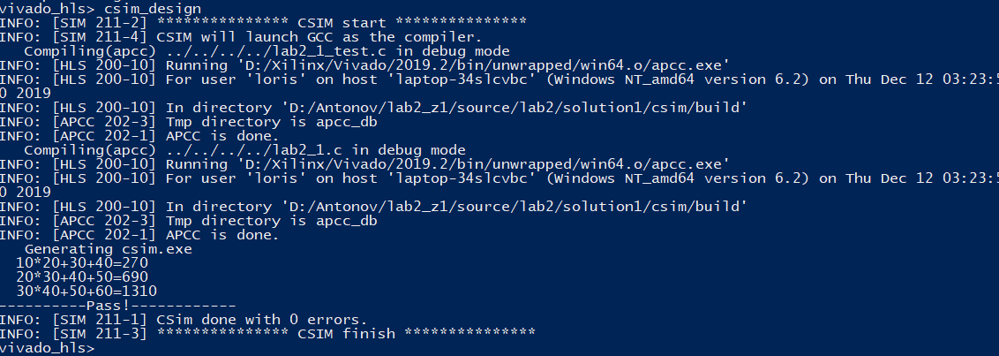 vivado_hls> csim_design
INFO: [SIM 211-2] *************** CSIM start ***************
INFO: [SIM 211-4] CSIM will launch GCC as the compiler.
   Compiling(apcc) ../../../../lab2_1_test.c in debug mode
INFO: [HLS 200-10] Running 'D:/Xilinx/Vivado/2019.2/bin/unwrapped/win64.o/apcc.exe'
INFO: [HLS 200-10] For user 'loris' on host 'laptop-34slcvbc' (Windows NT_amd64 version 6.2) on Thu Dec 12 03:23:5
0 2019
INFO: [HLS 200-10] In directory 'D:/Antonov/lab2_z1/source/lab2/solution1/csim/build'
INFO: [APCC 202-3] Tmp directory is apcc_db
INFO: [APCC 202-1] APCC is done.
   Compiling(apcc) ../../../../lab2_1.c in debug mode
INFO: [HLS 200-10] Running 'D:/Xilinx/Vivado/2019.2/bin/unwrapped/win64.o/apcc.exe'
INFO: [HLS 200-10] For user 'loris' on host 'laptop-34slcvbc' (Windows NT_amd64 version 6.2) on Thu Dec 12 03:23:5
0 2019
INFO: [HLS 200-10] In directory 'D:/Antonov/lab2_z1/source/lab2/solution1/csim/build'
INFO: [APCC 202-3] Tmp directory is apcc_db
INFO: [APCC 202-1] APCC is done.
   Generating csim.exe
  10*20+30+40=270
  20*30+40+50=690
  30*40+50+60=1310
----------Pass!------------
INFO: [SIM 211-1] CSim done with 0 errors.
INFO: [SIM 211-3] *************** CSIM finish ***************
vivado_hls>